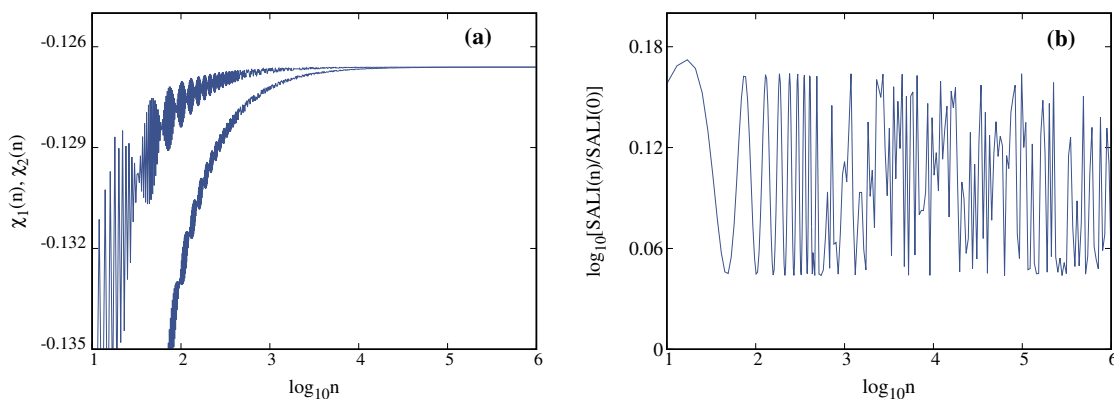 -0.126
-0.129
-0.132
-0.135
χ₁(n), χ₂(n)
(a)
1 2 3 4 5 6
log₁₀n
0.18
0.12
0.06
0
log₁₀[SALI(n)/SALI(0)]
(b)
1 2 3 4 5 6
log₁₀n